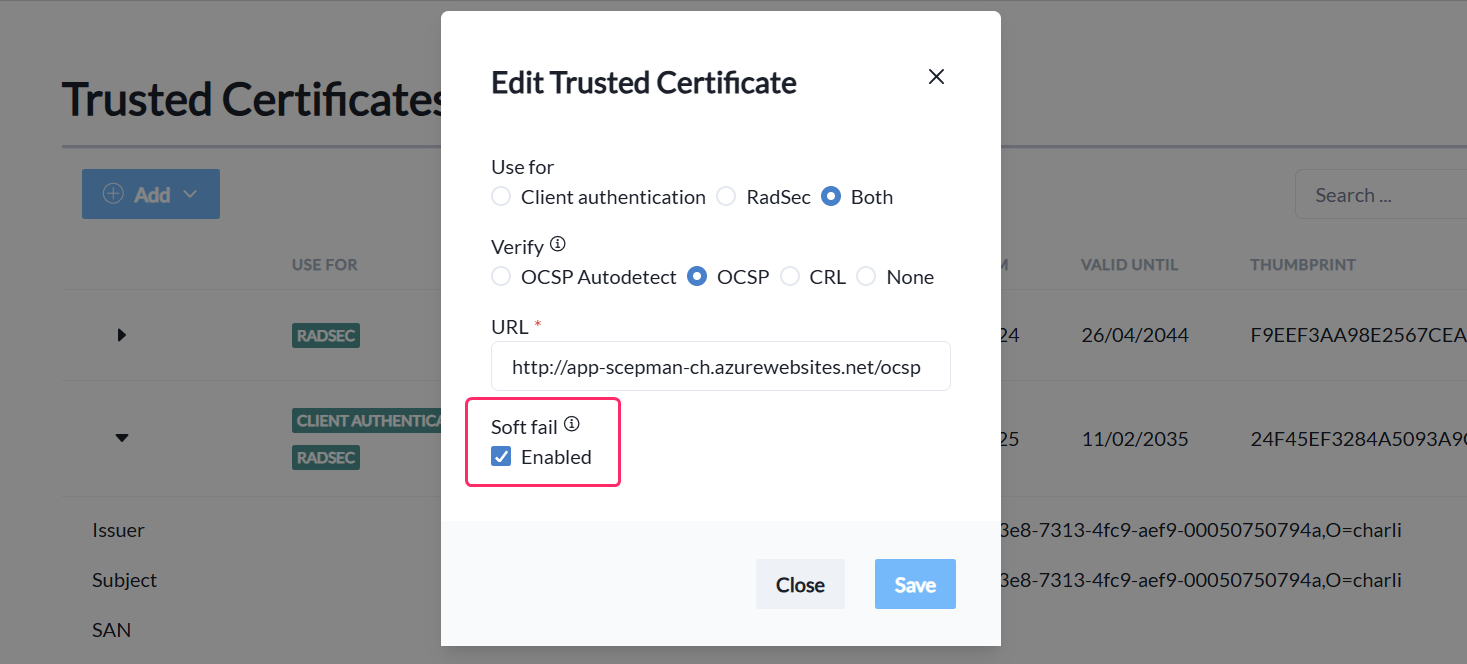 Trusted Certificates
Add
Search ...
USE FOR
VALID UNTIL
THUMBPRINT
RADSEC
24
26/04/2044
F9EEF3AA98E2567CEA
CLIENT AUTHENTICA
RADSEC
25
11/02/2035
24F45EF3284A5093A9
Issuer
3e8-7313-4fc9-aef9-00050750794a,O=charli
Subject
3e8-7313-4fc9-aef9-00050750794a,O=charli
SAN
Edit Trusted Certificate
Use for
Client authentication RadSec Both
Verify
OCSP Autodetect OCSP CRL None
URL *
http://app-scepman-ch.azurewebsites.net/ocsp
Soft fail
Enabled
Close Save